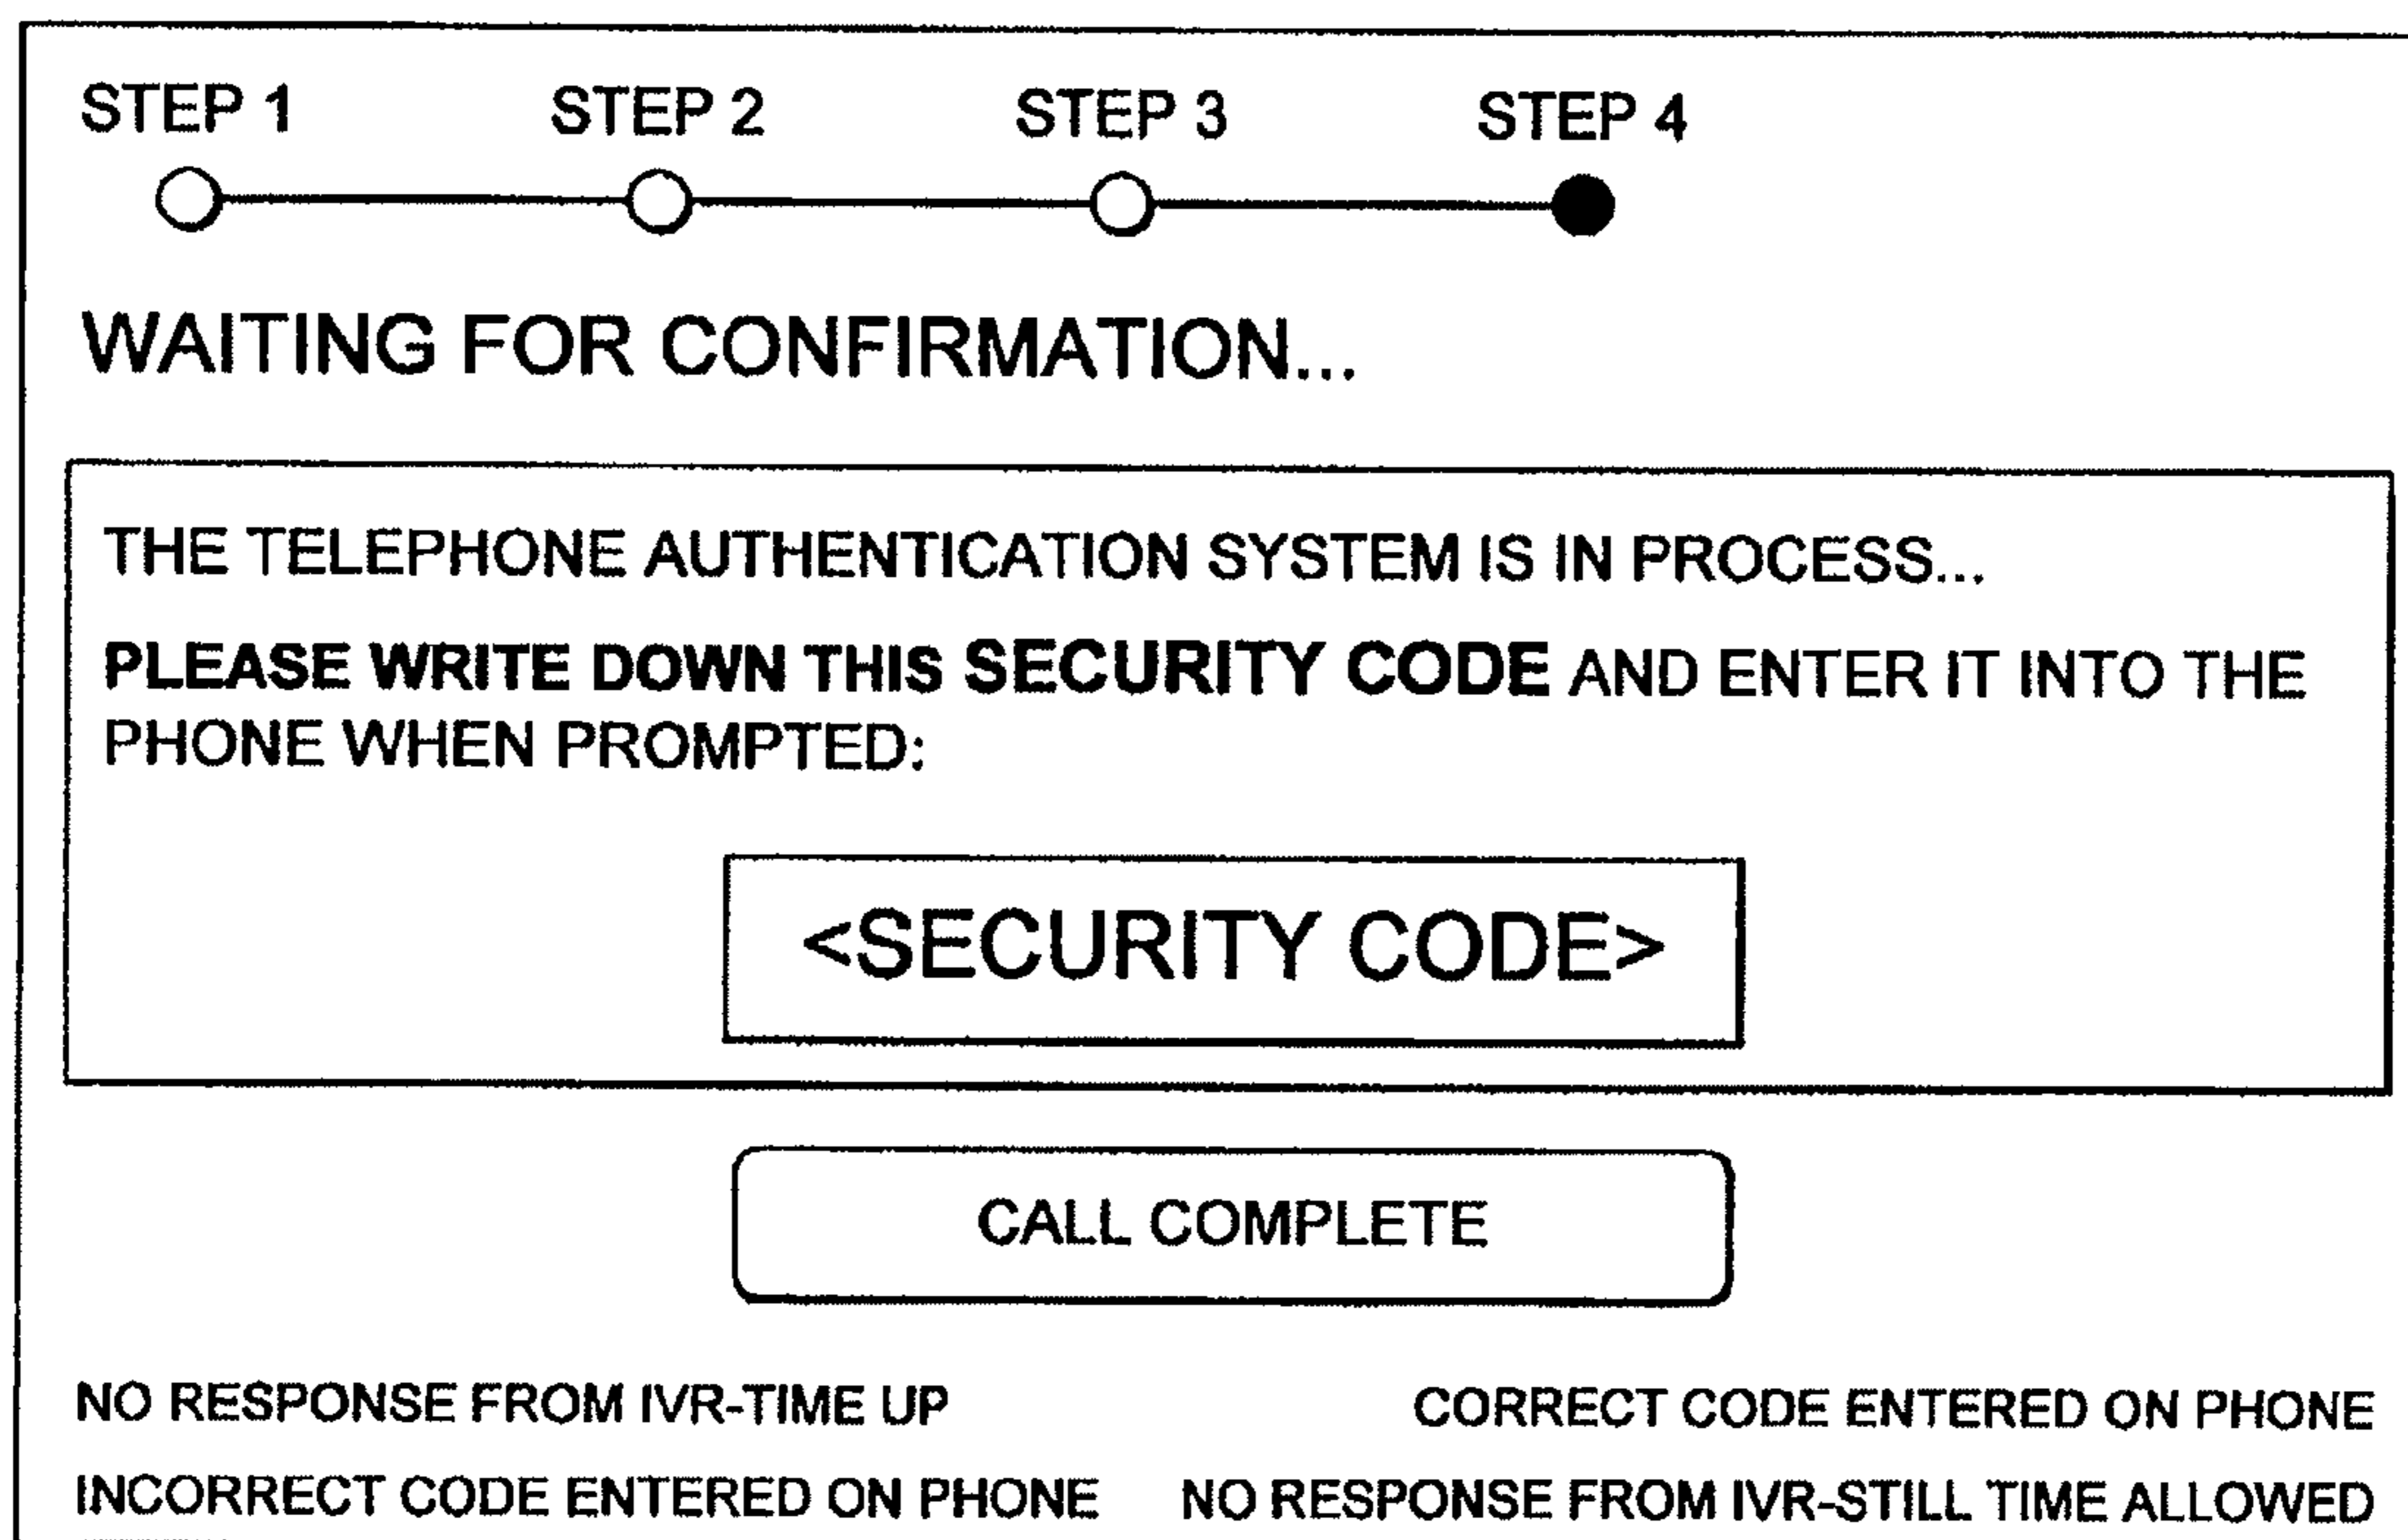 STEP 1 STEP 2 STEP 3 STEP 4
WAITING FOR CONFIRMATION...
THE TELEPHONE AUTHENTICATION SYSTEM IS IN PROCESS...
PLEASE WRITE DOWN THIS SECURITY CODE AND ENTER IT INTO THE
PHONE WHEN PROMPTED:
<SECURITY CODE>
CALL COMPLETE
NO RESPONSE FROM IVR-TIME UP CORRECT CODE ENTERED ON PHONE
INCORRECT CODE ENTERED ON PHONE NO RESPONSE FROM IVR-STILL TIME ALLOWED